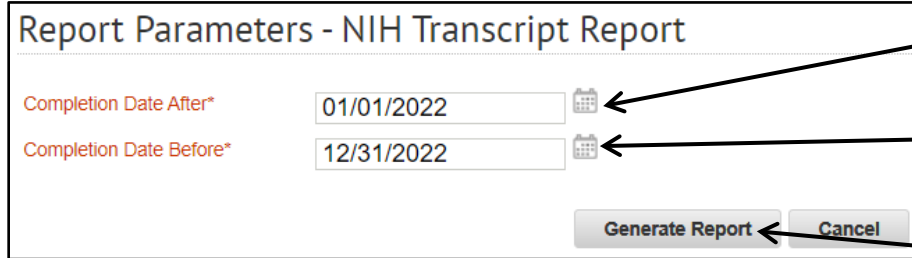 Report Parameters - NIH Transcript Report
Completion Date After* 01/01/2022
Completion Date Before* 12/31/2022
Generate Report Cancel